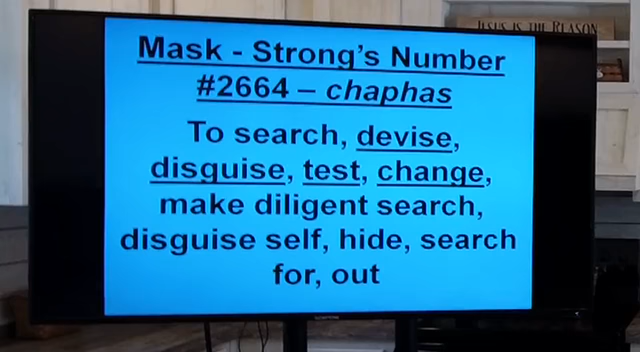 JESUS IS THE REASON
Mask - Strong's Number
#2664 – chaphas
To search, devise,
disguise, test, change,
make diligent search,
disguise self, hide, search
for, out